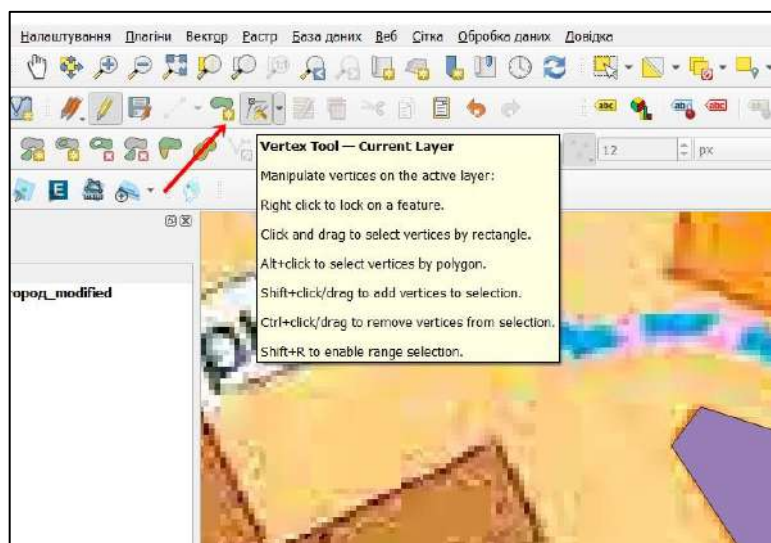 Налаштування Плагіни Вектор Растр База даних Веб Сітка Обробка даних Довідка
abc
12 px
Vertex Tool — Current Layer
Manipulate vertices on the active layer:
Right click to lock on a feature.
Click and drag to select vertices by rectangle.
Alt+click to select vertices by polygon.
Shift+click/drag to add vertices to selection.
Ctrl+click/drag to remove vertices from selection.
Shift+R to enable range selection.
ород_modified